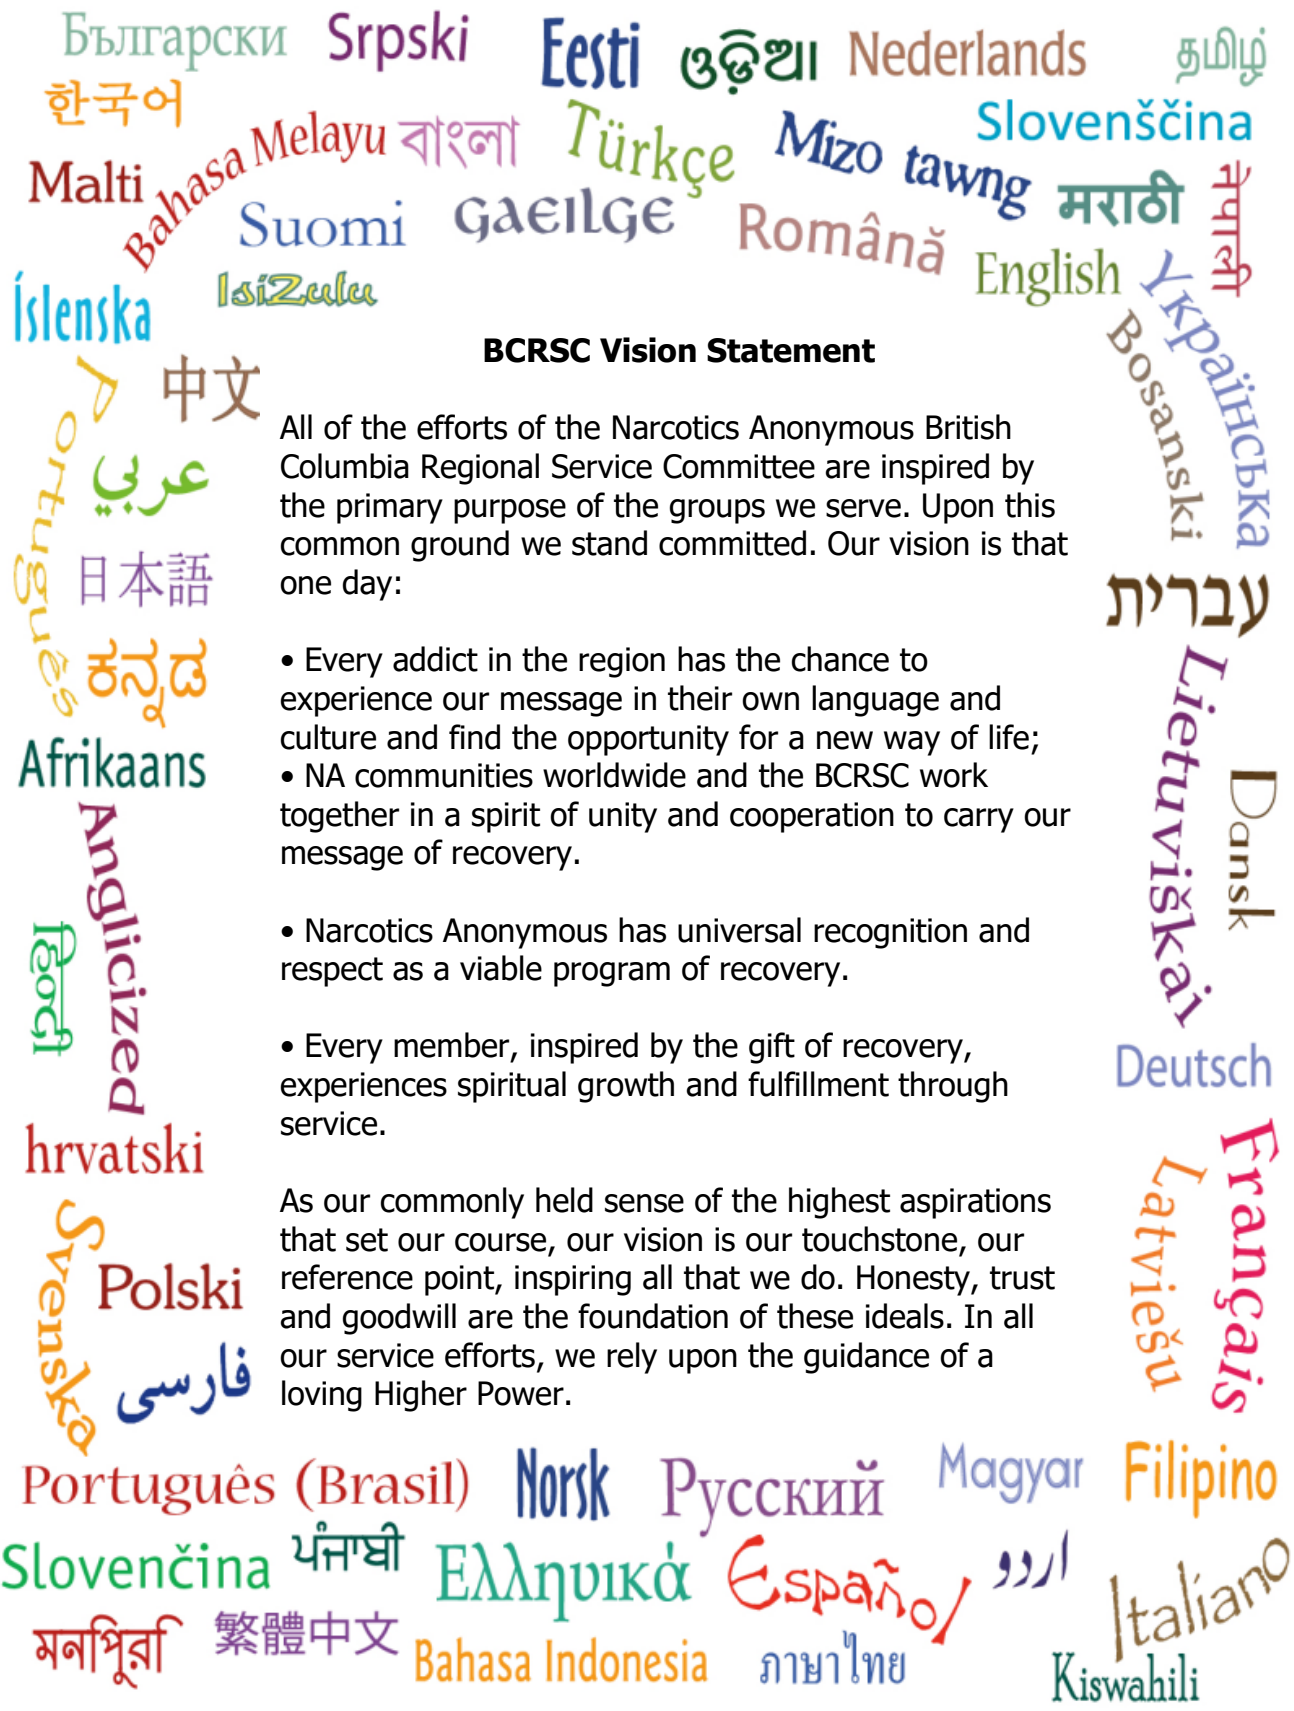 Български Srpski Eesti ଓଡ଼ିଆ Nederlands தமிழ்
한국어 Bahasa Melayu বাংলা Türkçe Mizo tawng Slovenščina
Malti Suomi Gaeilge Română मराठी नेपाली
Íslenska IsiZulu English Українська
Bosanski
BCRSC Vision Statement
Português 中文
عربي
日本語
ಕನ್ನಡ
Afrikaans
Anglicized
हिन्दी
hrvatski
Svenska
Polski
فارسی
All of the efforts of the Narcotics Anonymous British
Columbia Regional Service Committee are inspired by
the primary purpose of the groups we serve. Upon this
common ground we stand committed. Our vision is that
one day:
• Every addict in the region has the chance to
experience our message in their own language and
culture and find the opportunity for a new way of life;
• NA communities worldwide and the BCRSC work
together in a spirit of unity and cooperation to carry our
message of recovery.
• Narcotics Anonymous has universal recognition and
respect as a viable program of recovery.
• Every member, inspired by the gift of recovery,
experiences spiritual growth and fulfillment through
service.
As our commonly held sense of the highest aspirations
that set our course, our vision is our touchstone, our
reference point, inspiring all that we do. Honesty, trust
and goodwill are the foundation of these ideals. In all
our service efforts, we rely upon the guidance of a
loving Higher Power.
עברית
Lietuviškai
Dansk
Deutsch
Français
Latviešu
Português (Brasil) Norsk Русский Magyar Filipino
Slovenčina ਪੰਜਾਬੀ Ελληνικά Español اردو Italiano
মনিপুরি 繁體中文 Bahasa Indonesia ภาษาไทย Kiswahili